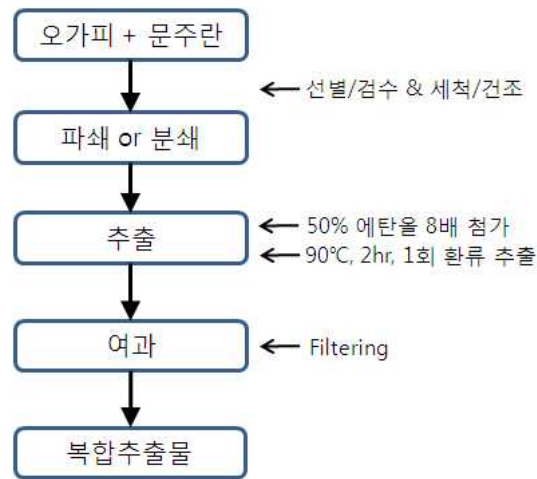 오가피 + 문주란
선별/검수 & 세척/건조
파쇄 or 분쇄
추출
50% 에탄올 8배 첨가
90℃, 2hr, 1회 환류 추출
여과
Filtering
복합추출물